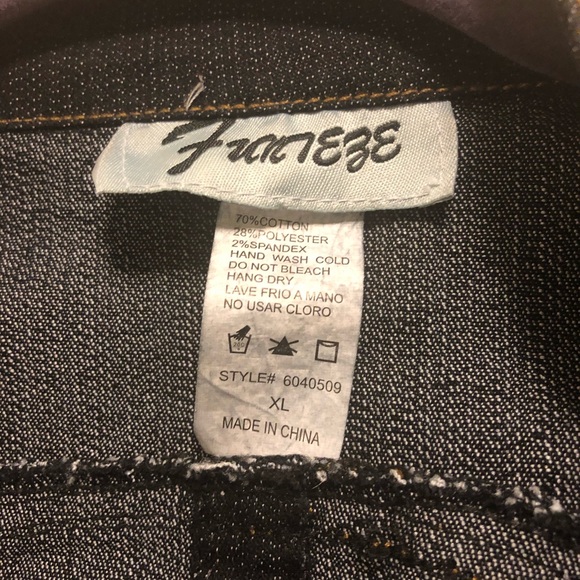 FUNTEZE
70%COTTON
28%POLYESTER
2%SPANDEX
HAND WASH COLD
DO NOT BLEACH
HANG DRY
LAVE FRIO A MANO
NO USAR CLORO
STYLE# 6040509
XL
MADE IN CHINA